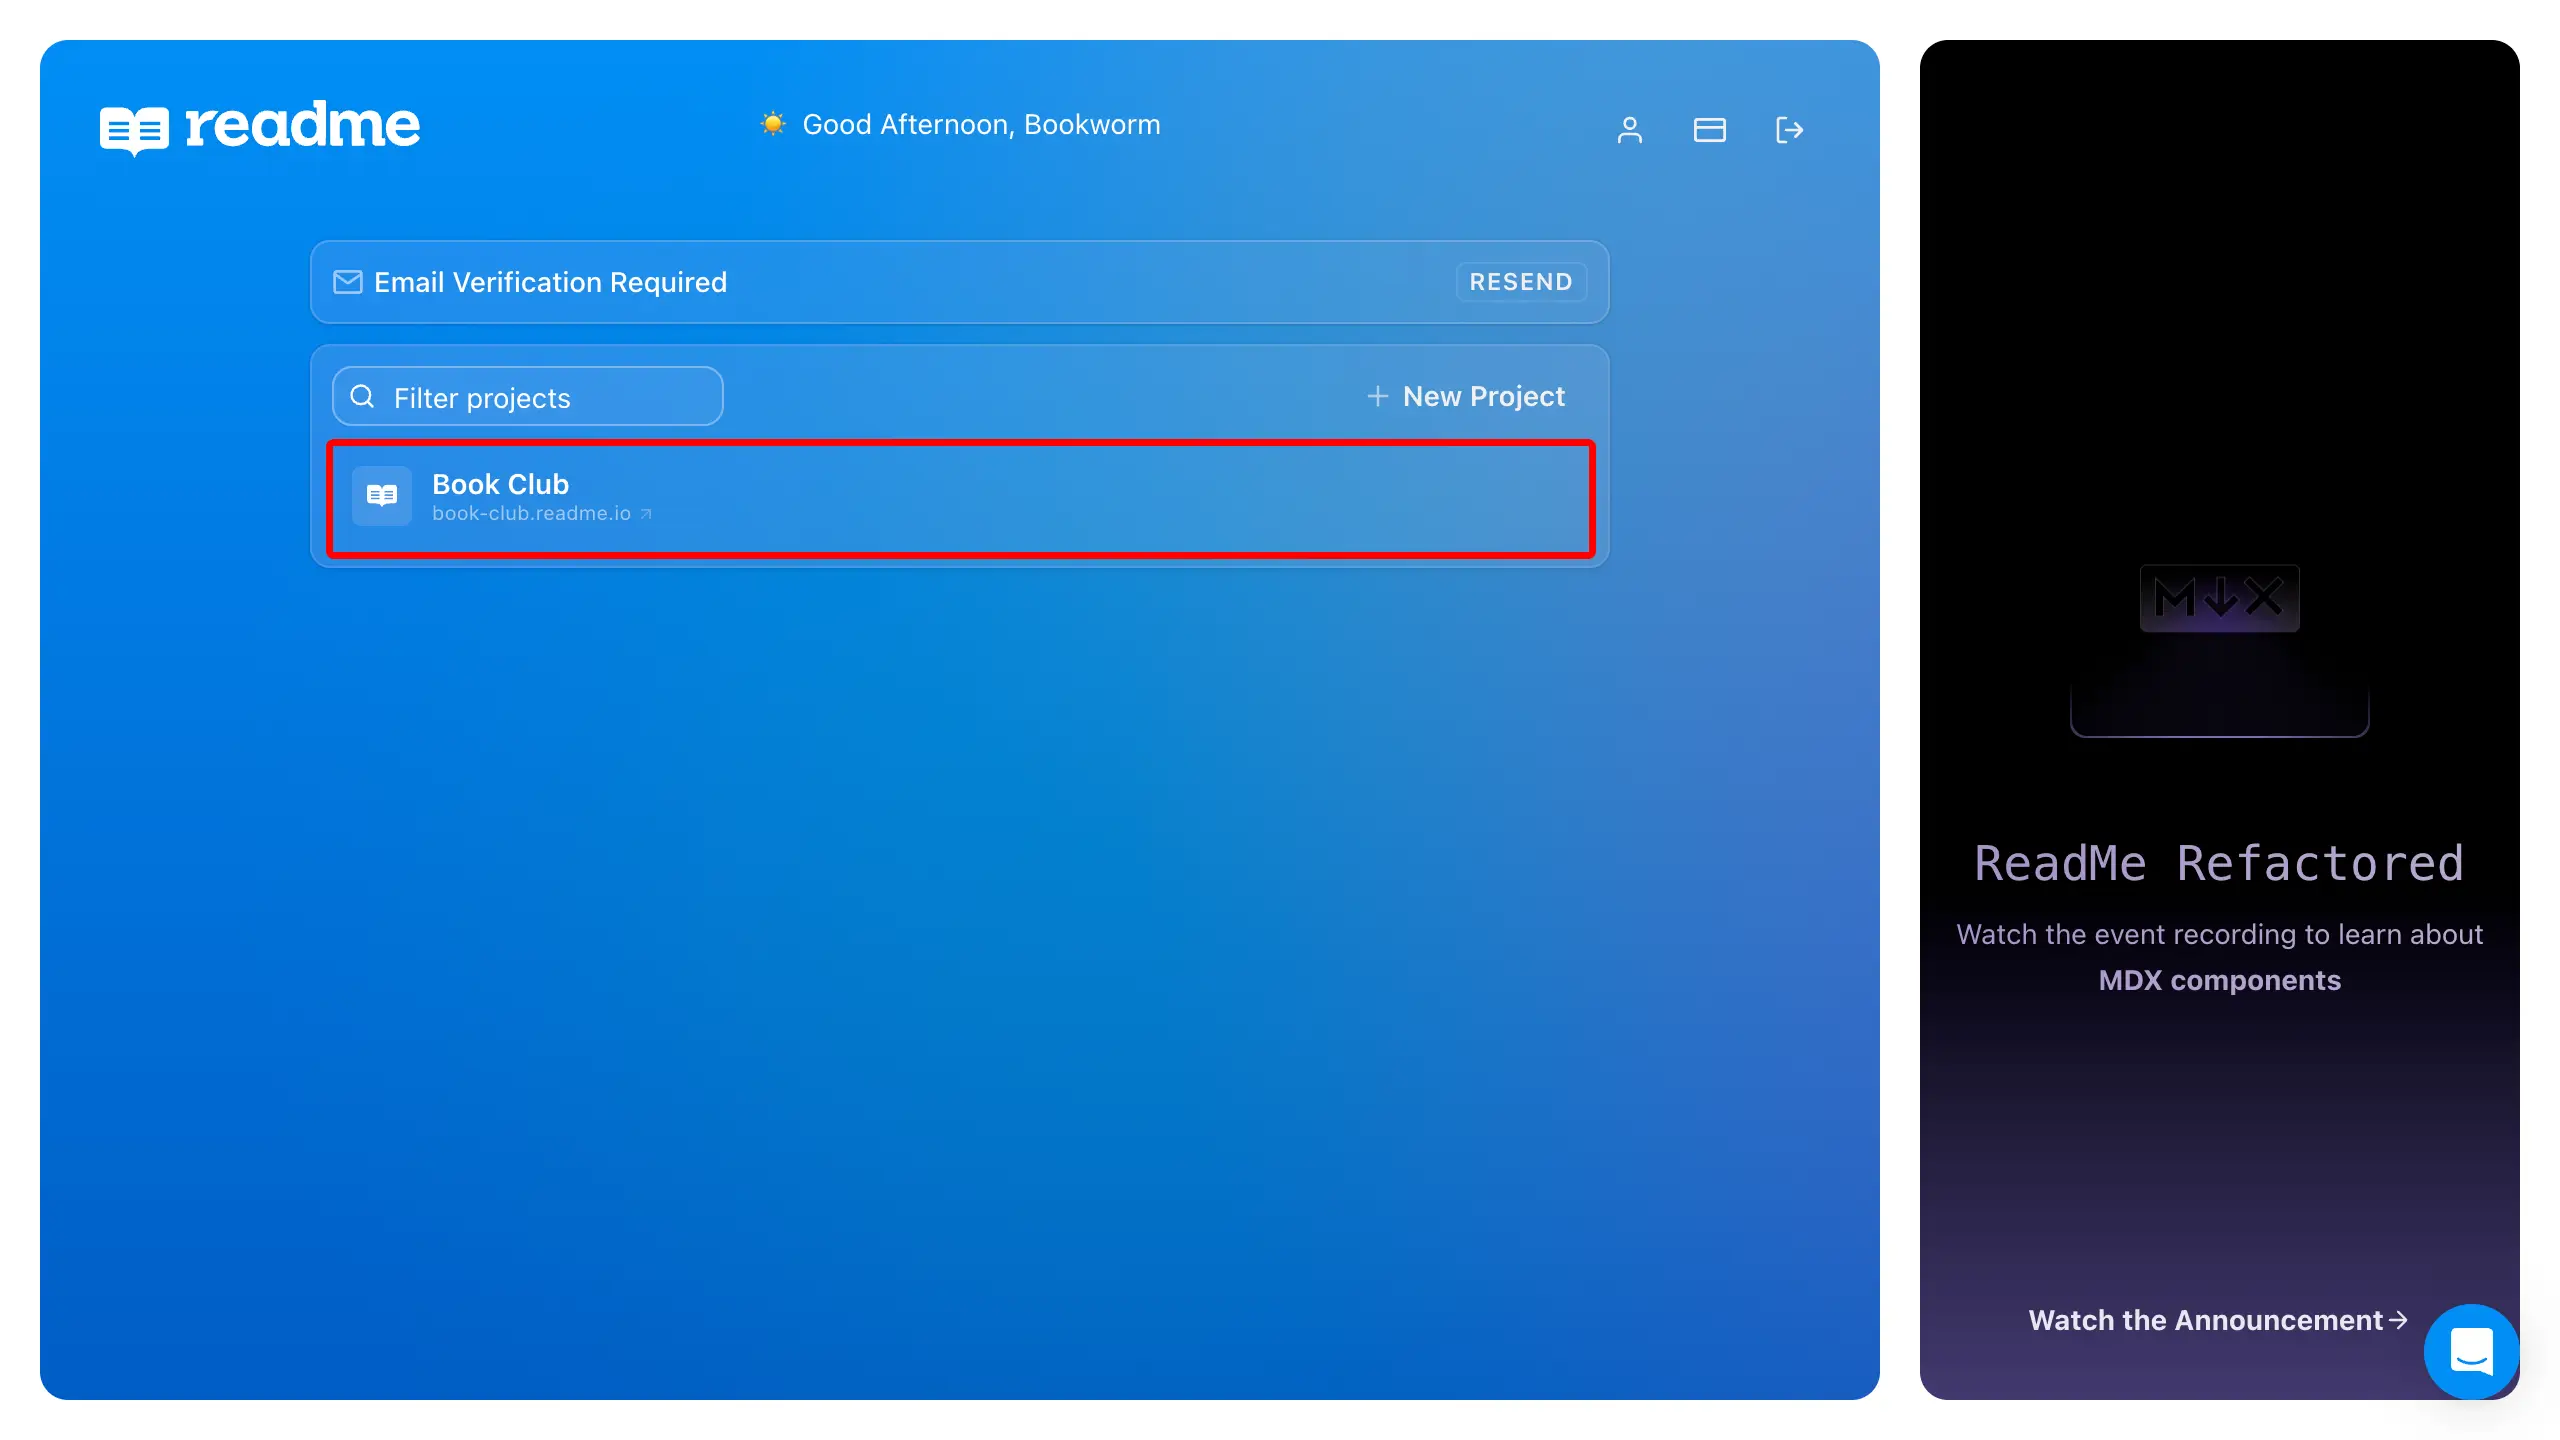 readme
Good Afternoon, Bookworm
Email Verification Required
RESEND
Filter projects
New Project
Book Club
book-club.readme.io
M X
ReadMe Refactored
Watch the event recording to learn about
MDX components
Watch the Announcement